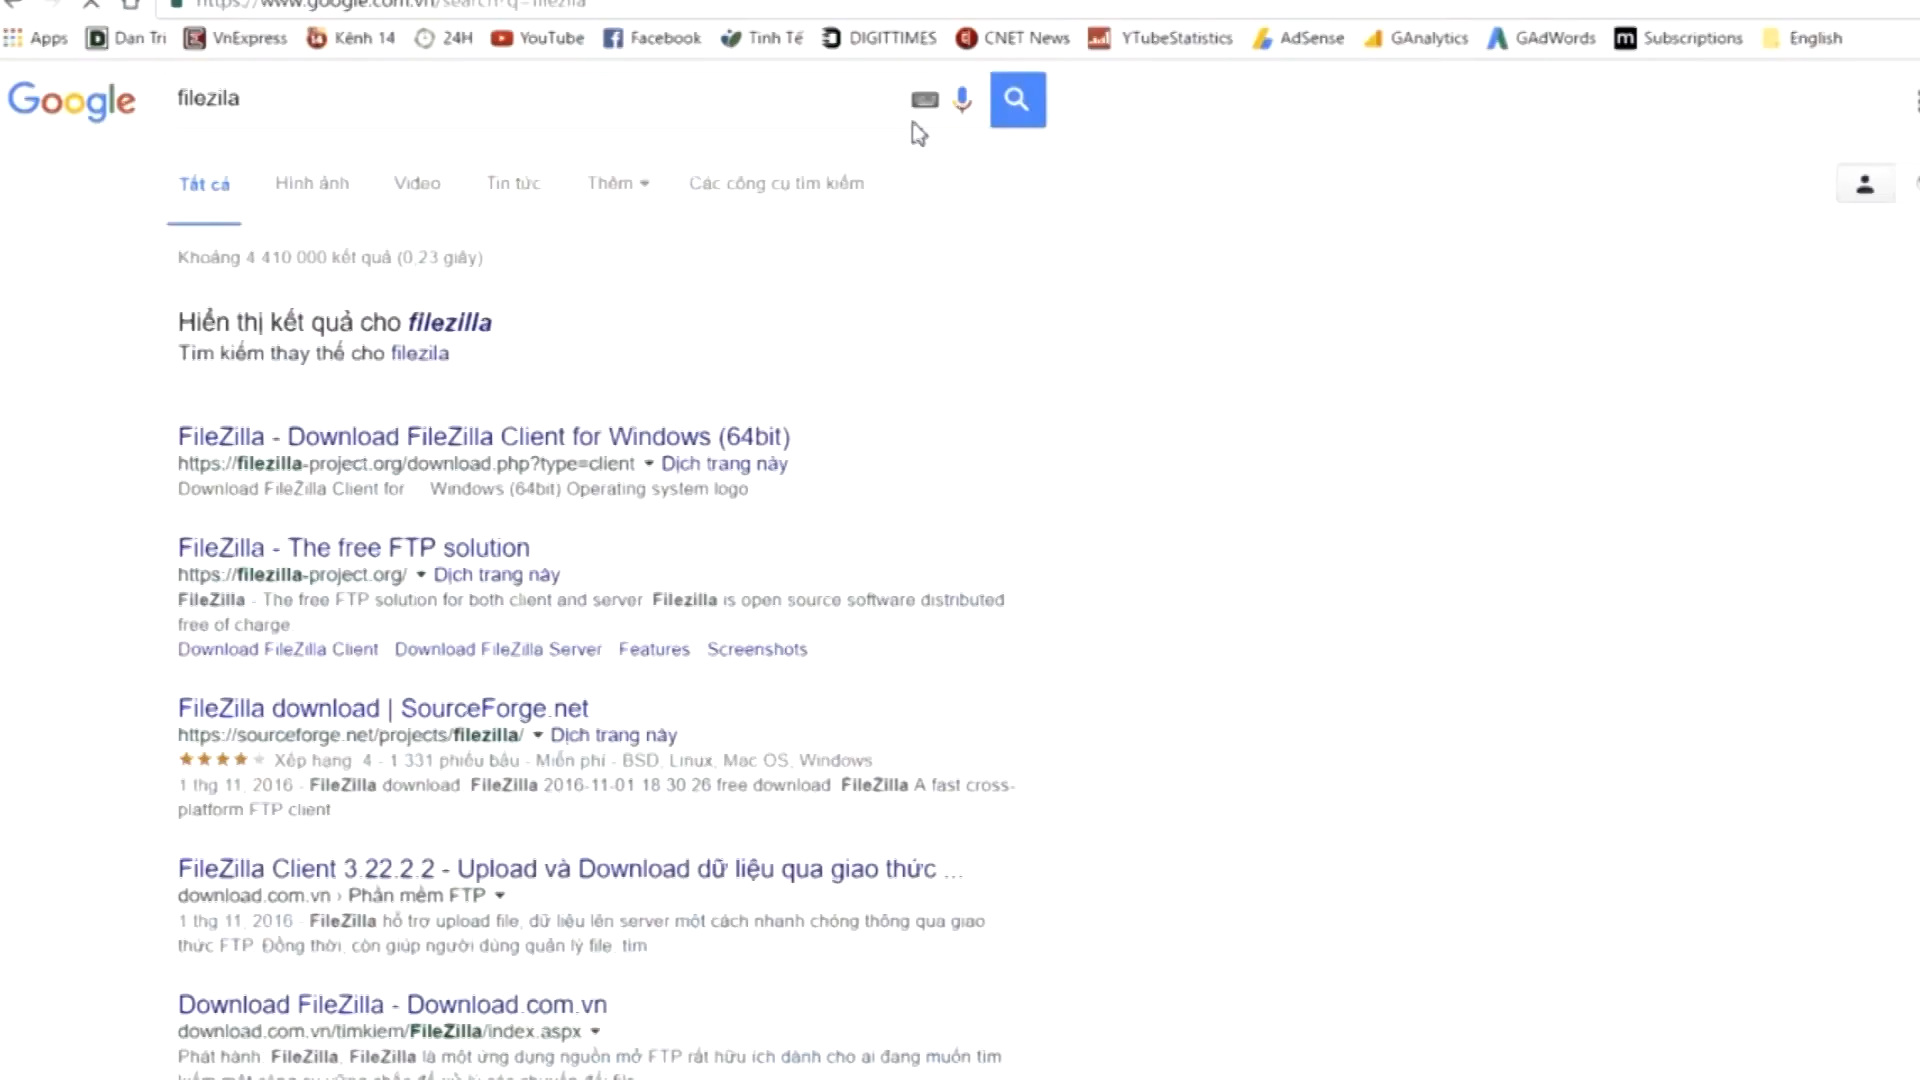 https://www.google.com.vn/search?q=filezila
Apps Dan Tri VnExpress Kênh 14 24H YouTube Facebook Tinh Tế DIGITTIMES CNET News YTubeStatistics AdSense GAnalytics GAdWords Subscriptions English
Google filezila
Tất cả Hình ảnh Video Tin tức Thêm Các công cụ tìm kiếm
Khoảng 4 410 000 kết quả (0,23 giây)
Hiển thị kết quả cho filezilla
Tìm kiếm thay thế cho filezila
FileZilla - Download FileZilla Client for Windows (64bit)
https://filezilla-project.org/download.php?type=client Dịch trang này
Download FileZilla Client for Windows (64bit) Operating system logo
FileZilla - The free FTP solution
https://filezilla-project.org/ Dịch trang này
FileZilla - The free FTP solution for both client and server Filezilla is open source software distributed
free of charge
Download FileZilla Client Download FileZilla Server Features Screenshots
FileZilla download | SourceForge.net
https://sourceforge.net/projects/filezilla/ Dịch trang này
Xếp hạng 4 - 1 331 phiếu bầu - Miễn phí - BSD, Linux, Mac OS, Windows
1 thg 11, 2016 - FileZilla download FileZilla 2016-11-01 18 30 26 free download FileZilla A fast cross-
platform FTP client
FileZilla Client 3.22.2.2 - Upload và Download dữ liệu qua giao thức ...
download.com.vn › Phần mềm FTP
1 thg 11, 2016 - FileZilla hỗ trợ upload file, dữ liệu lên server một cách nhanh chóng thông qua giao
thức FTP Đồng thời, còn giúp người dùng quản lý file, tìm
Download FileZilla - Download.com.vn
download.com.vn/timkiem/FileZilla/index.aspx
Phát hành FileZilla, FileZilla là một ứng dụng nguồn mở FTP rất hữu ích dành cho ai đang muốn tìm